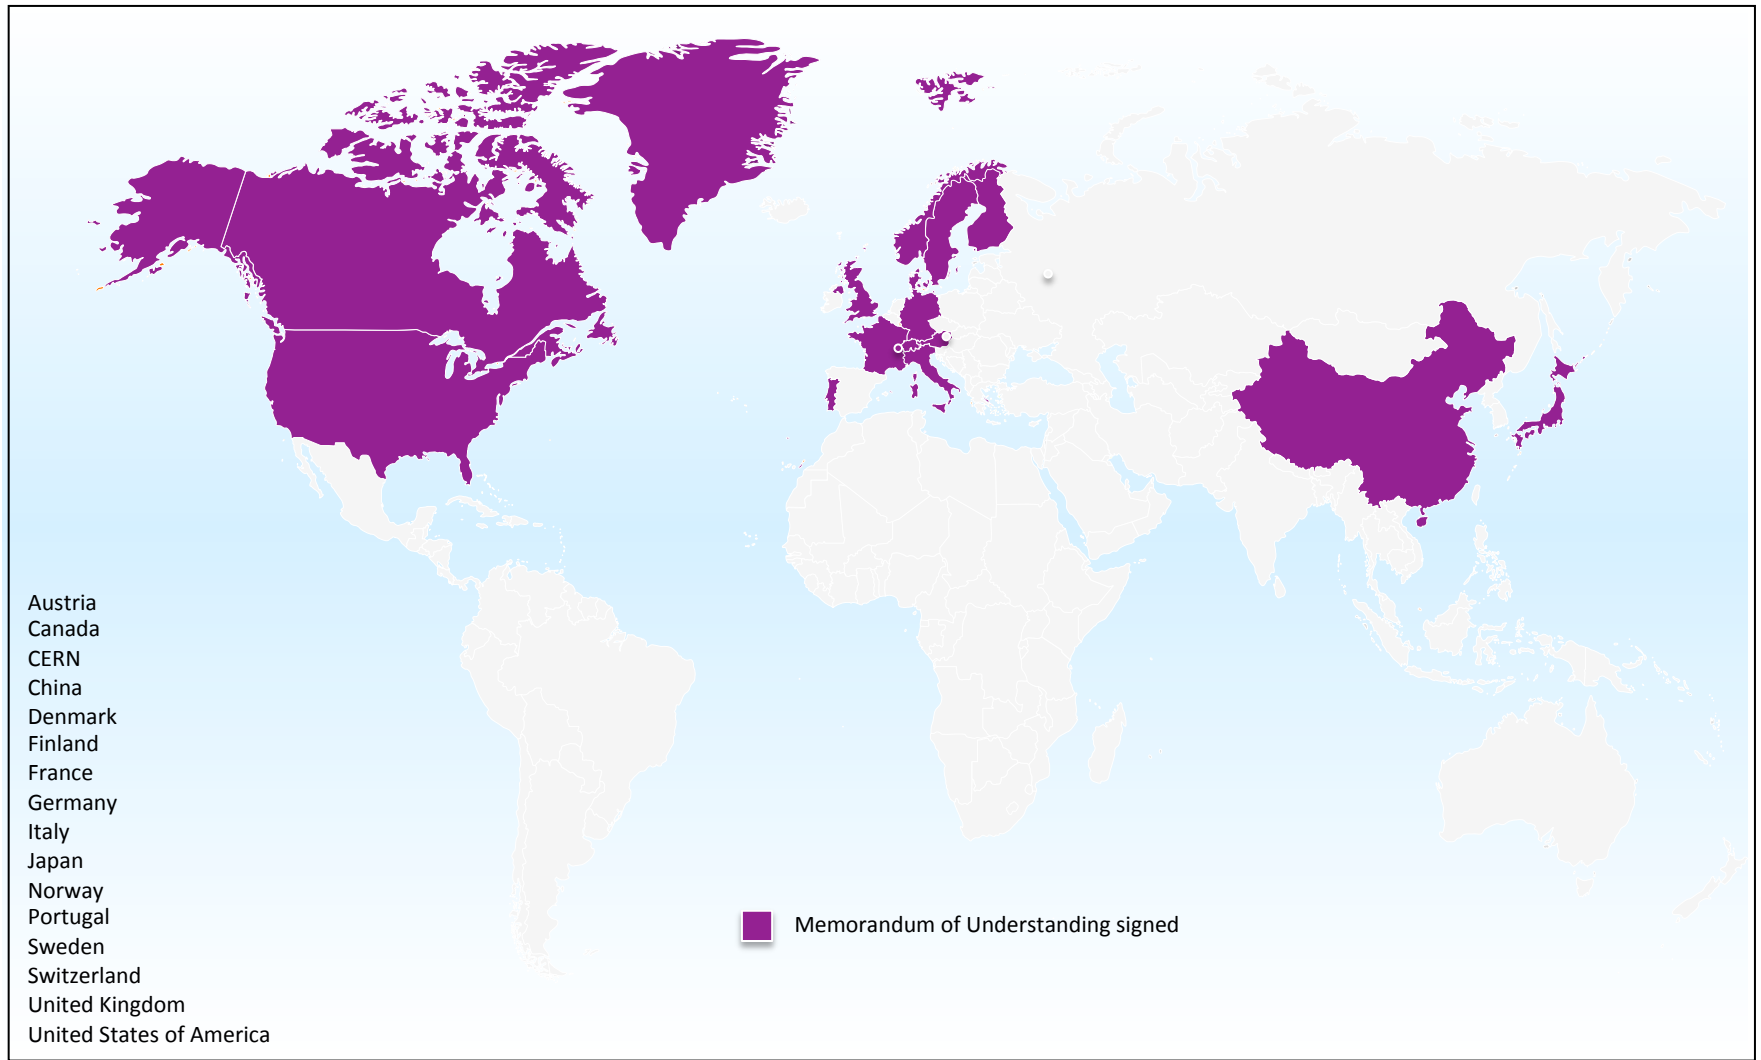 Austria
Canada
CERN
China
Denmark
Finland
France
Germany
Italy
Japan
Norway
Portugal
Sweden
Switzerland
United Kingdom
United States of America
Memorandum of Understanding signed